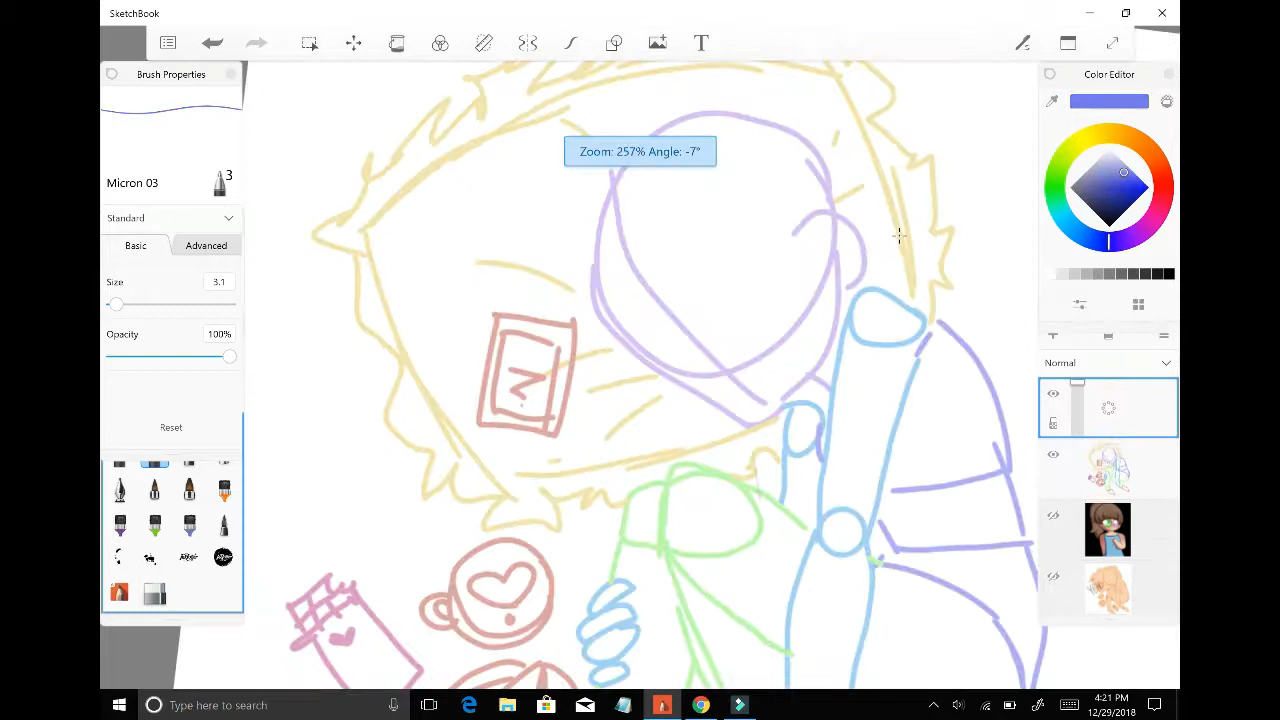 SketchBook
Brush Properties
Color Editor
Zoom: 257% Angle: -7°
Micron 03
3
Standard
Basic
Advanced
Size
3.1
Opacity
100%
Reset
Normal
Type here to search
4:21 PM
12/29/2018